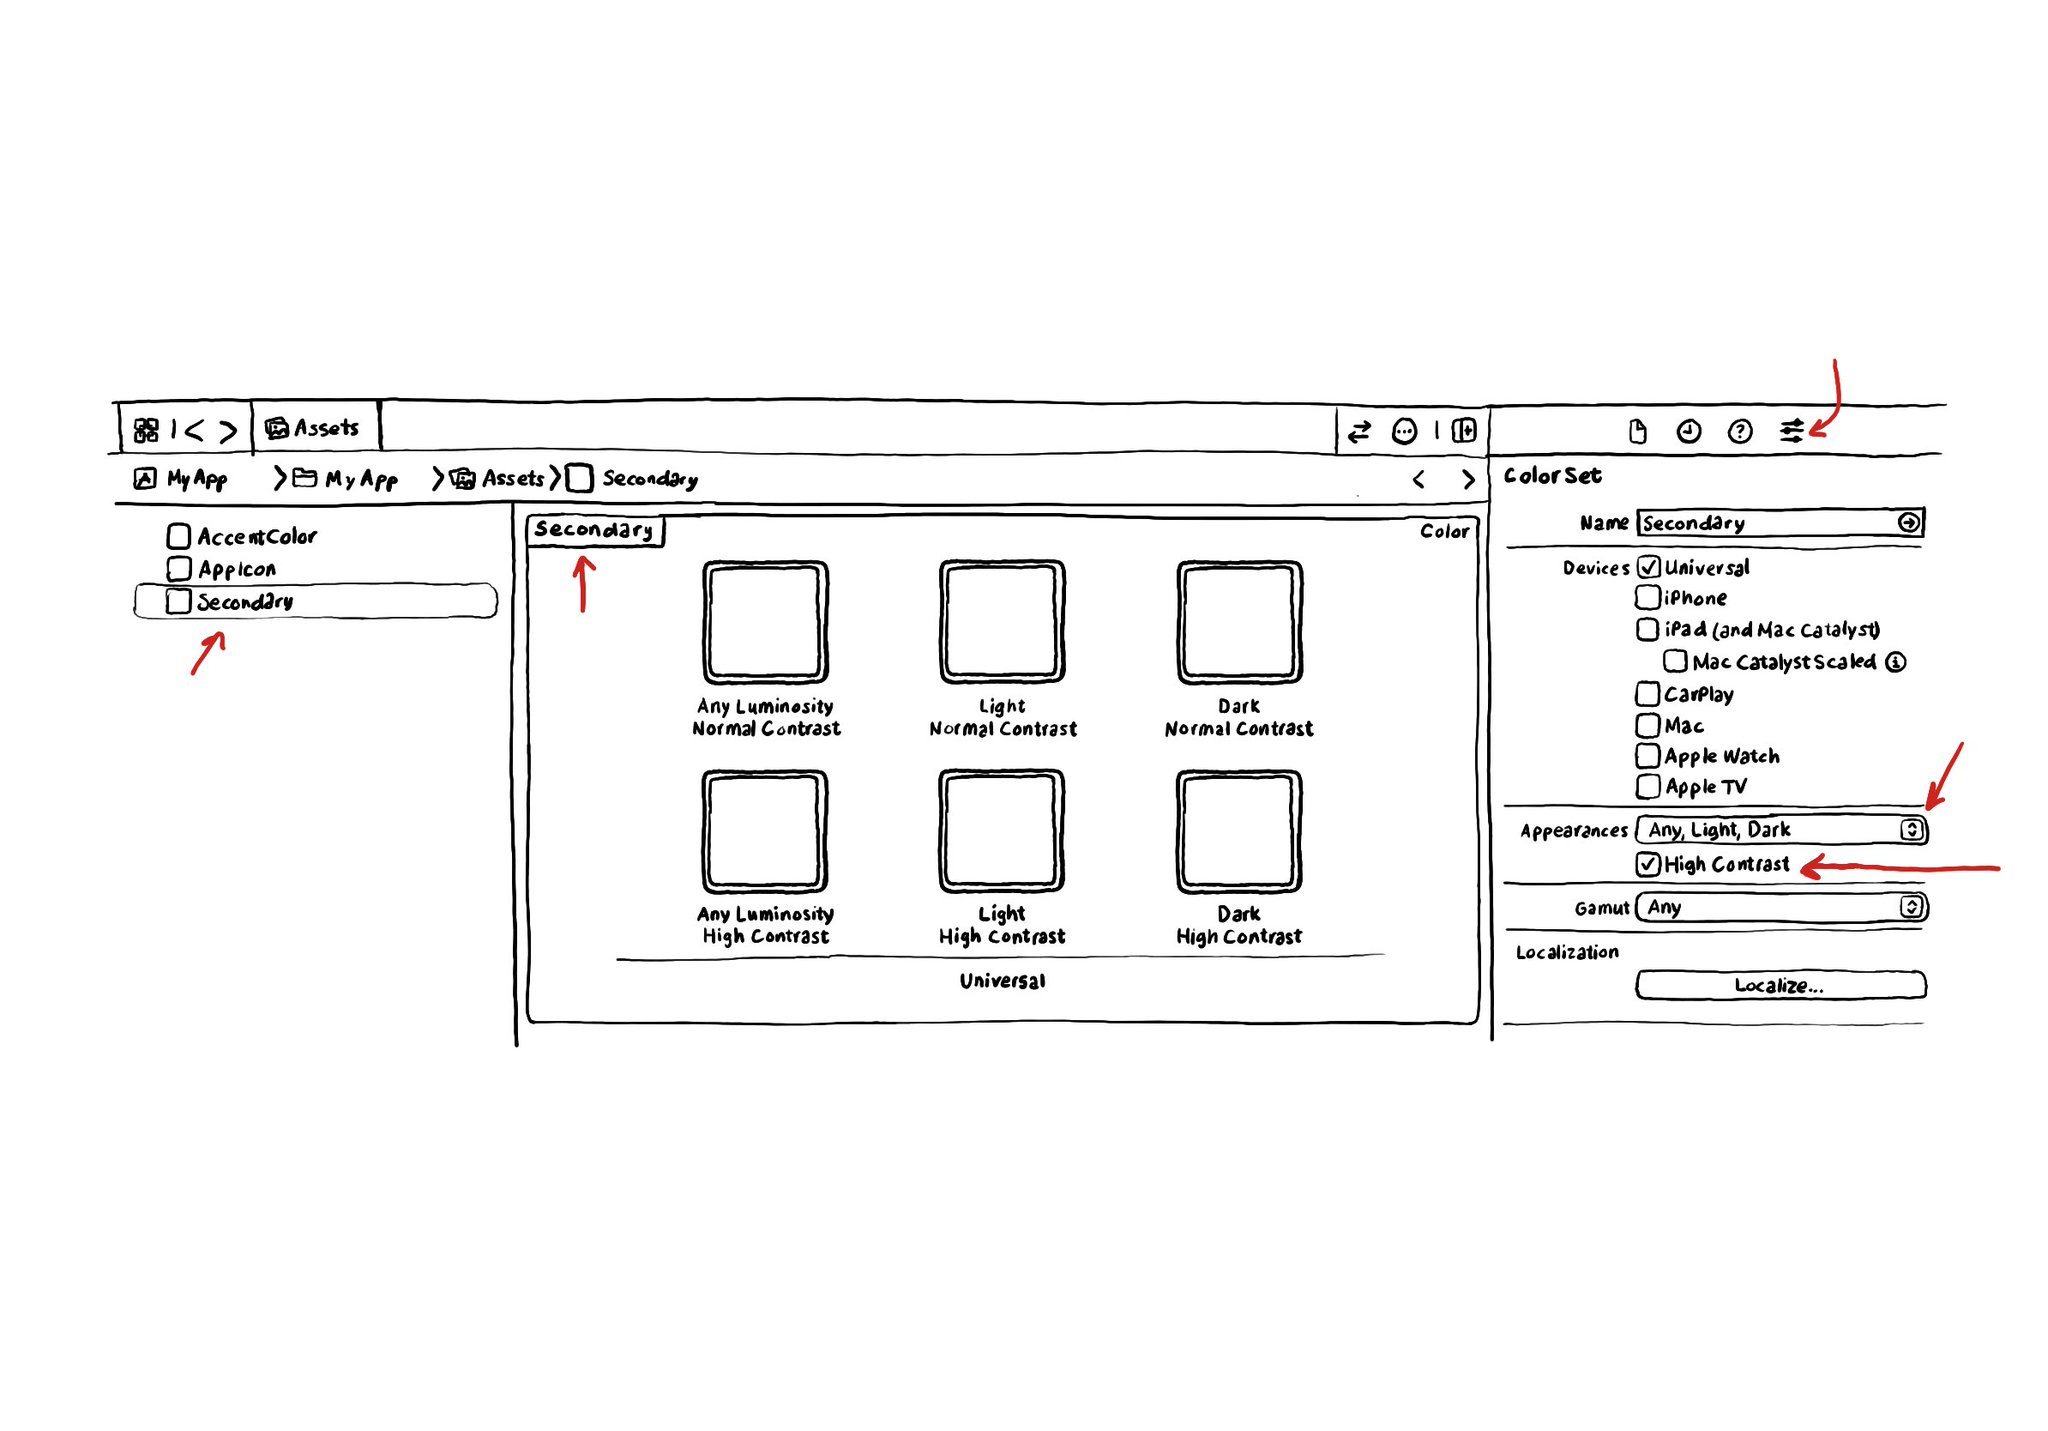 Assets
MyApp
My App
Assets
Secondary
AccentColor
AppIcon
Secondary
Secondary
Color
Any Luminosity
Normal Contrast
Light
Normal Contrast
Dark
Normal Contrast
Any Luminosity
High Contrast
Light
High Contrast
Dark
High Contrast
Universal
Color Set
Name Secondary
Devices Universal
iPhone
iPad (and Mac Catalyst)
Mac Catalyst Scaled
CarPlay
Mac
Apple Watch
Apple TV
Appearances Any, Light, Dark
High Contrast
Gamut Any
Localization
Localize...